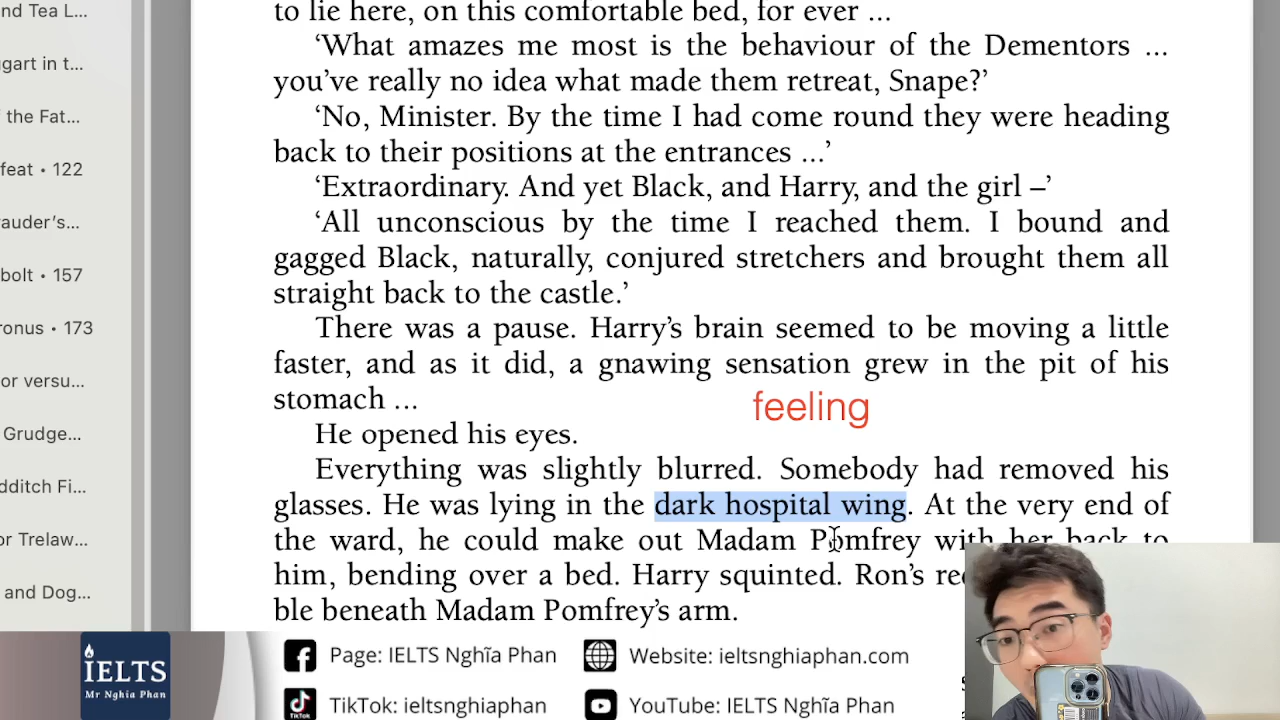 to lie here, on this comfortable bed, for ever ...
nd Tea L...
‘What amazes me most is the behaviour of the Dementors ...
gart in t...
you’ve really no idea what made them retreat, Snape?’
the Fat...
‘No, Minister. By the time I had come round they were heading
back to their positions at the entrances ...’
feat • 122
‘Extraordinary. And yet Black, and Harry, and the girl –’
auder’s...
‘All unconscious by the time I reached them. I bound and
gagged Black, naturally, conjured stretchers and brought them all
bolt • 157
straight back to the castle.’
ronus • 173
There was a pause. Harry’s brain seemed to be moving a little
faster, and as it did, a gnawing sensation grew in the pit of his
or versu...
stomach ...
feeling
Grudge...
He opened his eyes.
Everything was slightly blurred. Somebody had removed his
dditch Fi...
glasses. He was lying in the dark hospital wing. At the very end of
or Trelaw...
the ward, he could make out Madam Pomfrey with her back to
him, bending over a bed. Harry squinted. Ron’s
and Dog...
ble beneath Madam Pomfrey’s arm.
IELTS
Mr Nghia Phan
Page: IELTS Nghĩa Phan
Website: ieltsnghiaphan.com
TikTok: ieltsnghiaphan
YouTube: IELTS Nghĩa Phan